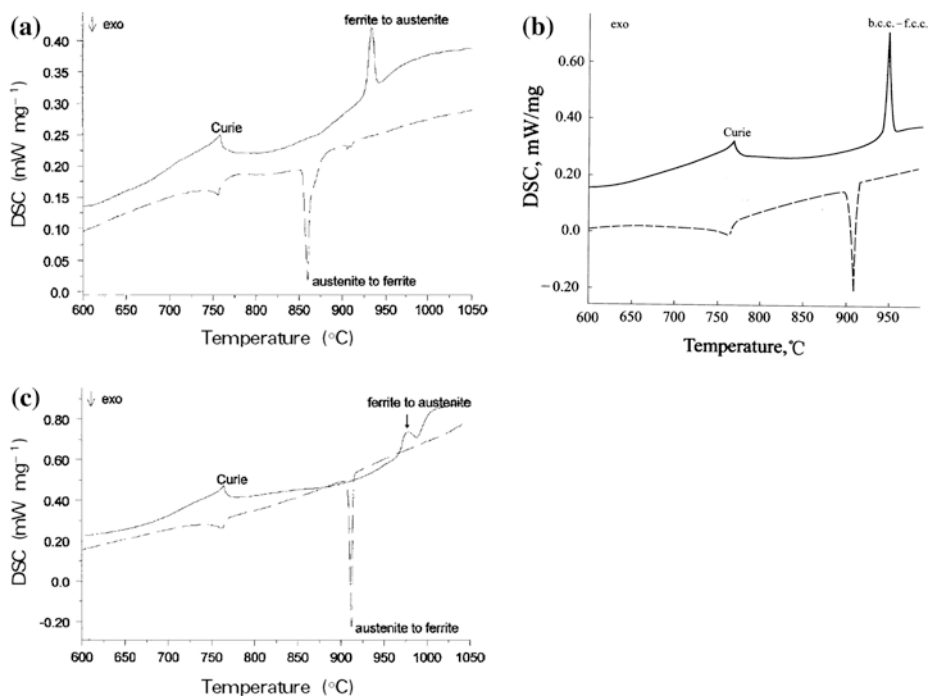 (a)
↓ exo
ferrite to austenite
0.40
0.35
0.30
0.25
0.20
0.15
0.10
0.05
0.0
DSC (mW mg⁻¹)
Curie
austenite to ferrite
600 650 700 750 800 850 900 950 1000 1050
Temperature (°C)
(b)
exo
b.c.c.-f.c.c.
0.60
0.40
0.20
0.0
−0.20
DSC, mW/mg
Curie
600 650 700 750 800 850 900 950
Temperature,℃
(c)
↓ exo
ferrite to austenite
0.80
0.60
0.40
0.20
0.0
-0.20
DSC (mW mg⁻¹)
Curie
austenite to ferrite
600 650 700 750 800 850 900 950 1000 1050
Temperature (°C)